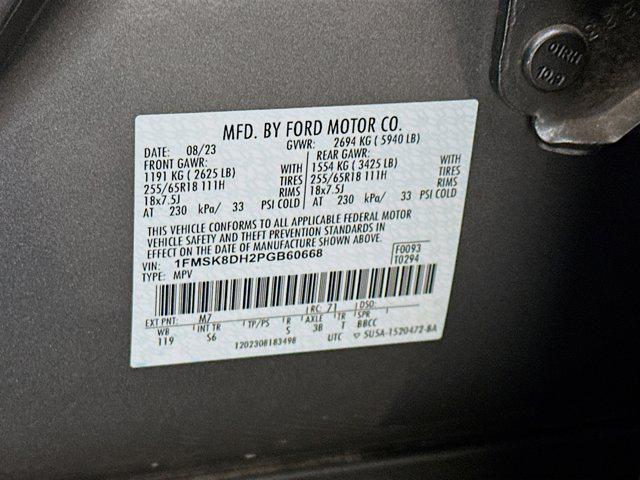 OIRH
10.9
MFD. BY FORD MOTOR CO.
DATE: 08/23 GVWR: 2694 KG ( 5940 LB)
FRONT GAWR: REAR GAWR:
1191 KG ( 2625 LB) WITH 1554 KG ( 3425 LB) WITH
255/65R18 111H TIRES 255/65R18 111H TIRES
18x7.5J RIMS 18x7.5J RIMS
AT 230 kPa/ 33 PSI COLD AT 230 kPa/ 33 PSI COLD
THIS VEHICLE CONFORMS TO ALL APPLICABLE FEDERAL MOTOR
VEHICLE SAFETY AND THEFT PREVENTION STANDARDS IN
EFFECT ON THE DATE OF MANUFACTURE SHOWN ABOVE.
VIN: 1FMSK8DH2PGB60668 F0093
TYPE: MPV T0294
EXT PNT: M7 RC: 71 DSO:
WB INT TR TP/PS R AXLE TR SPR
119 S6 S 3B T BBCC
1202308183498 UTC SU5A-1520472-BA